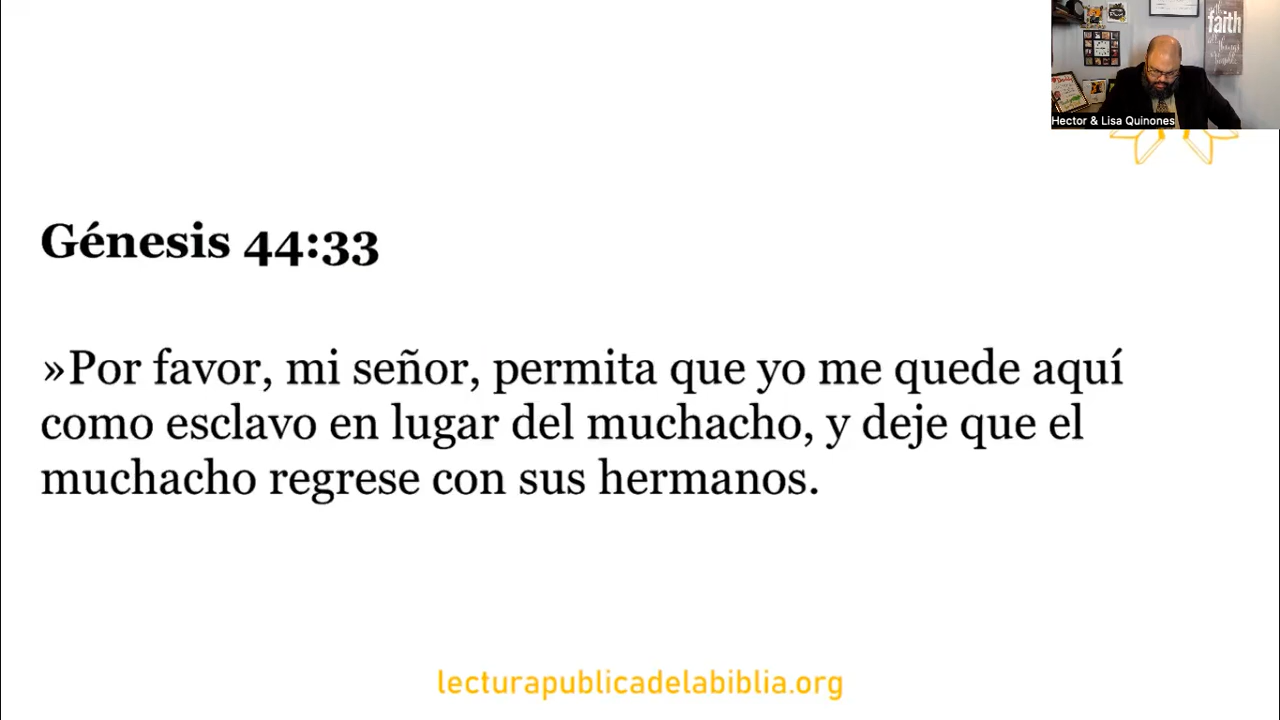 faith
Hector & Lisa Quinones
Génesis 44:33
»Por favor, mi señor, permita que yo me quede aquí
como esclavo en lugar del muchacho, y deje que el
muchacho regrese con sus hermanos.
lecturapublicadelabiblia.org